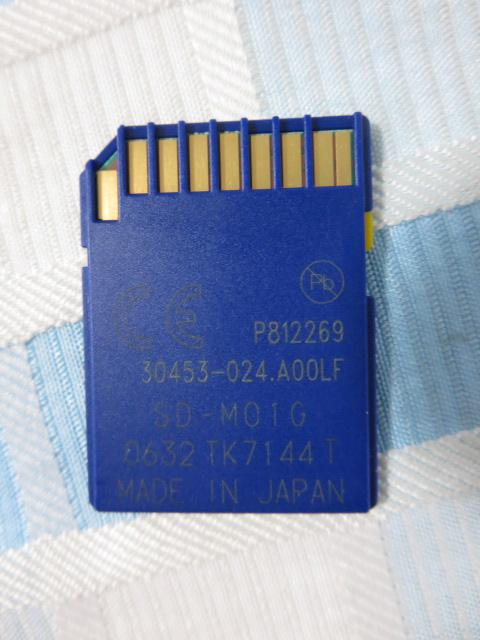 Pb
CE
P812269
30453-024.A00LF
SD-M01G
0632 TK7144 T
MADE IN JAPAN